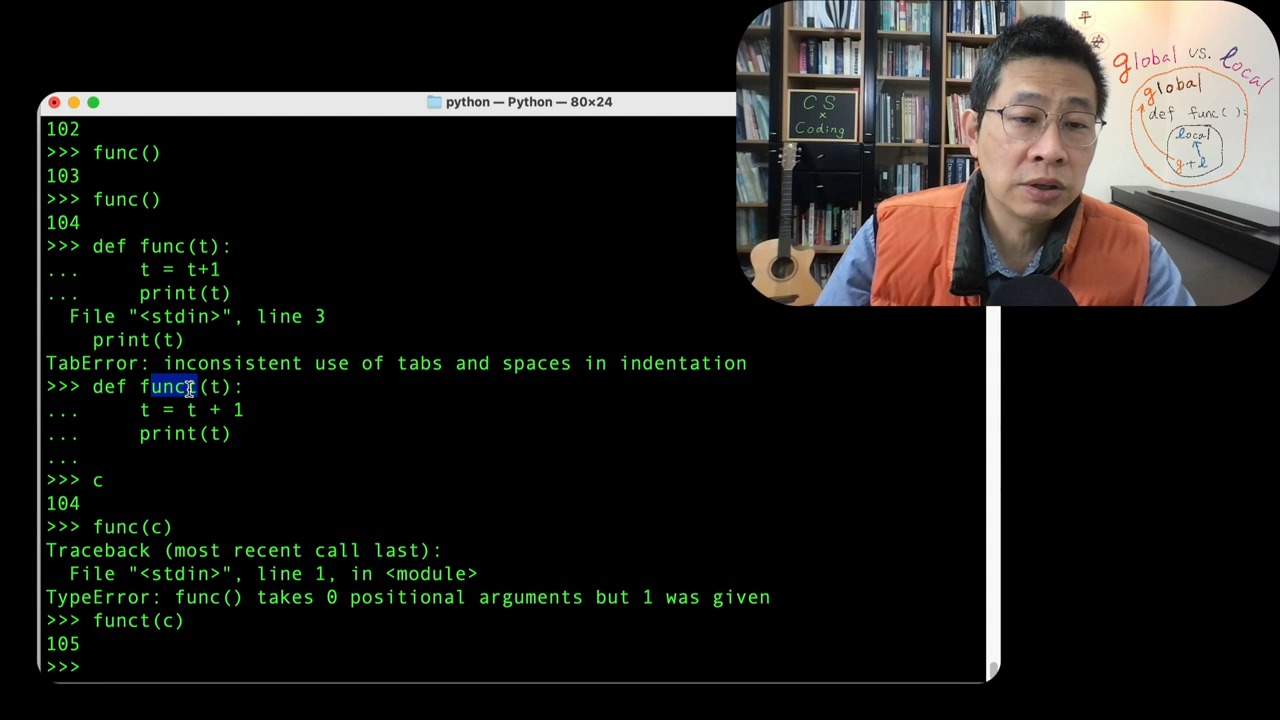 python — Python — 80×24
102
>>> func()
103
>>> func()
104
>>> def func(t):
...     t = t+1
...     print(t)
  File "<stdin>", line 3
    print(t)
TabError: inconsistent use of tabs and spaces in indentation
>>> def funct(t):
...     t = t + 1
...     print(t)
...
>>> c
104
>>> func(c)
Traceback (most recent call last):
  File "<stdin>", line 1, in <module>
TypeError: func() takes 0 positional arguments but 1 was given
>>> funct(c)
105
>>>
CS
×
Coding
平
global vs. local
global
def func():
local
g+l